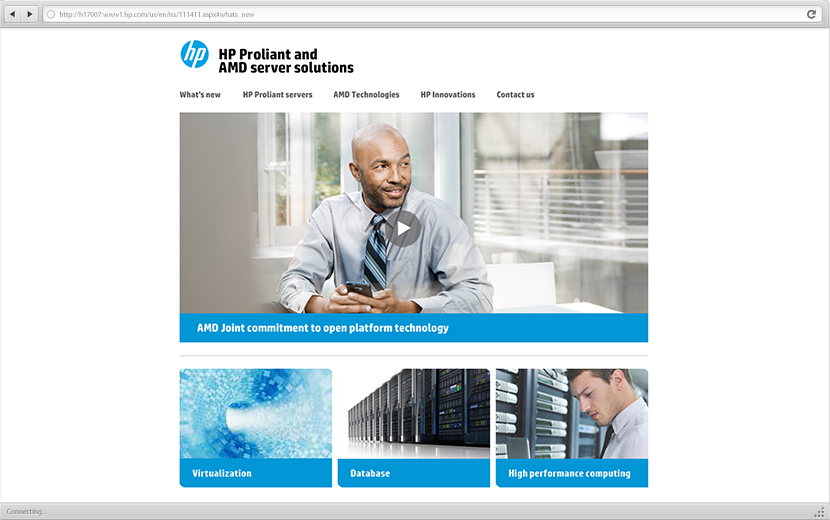 http://h17007.www1.hp.com/us/en/iss/111411.aspx#whats_new
hp
HP Proliant and
AMD server solutions
What's new HP Proliant servers AMD Technologies HP Innovations Contact us
AMD Joint commitment to open platform technology
Virtualization Database High performance computing
Connecting...